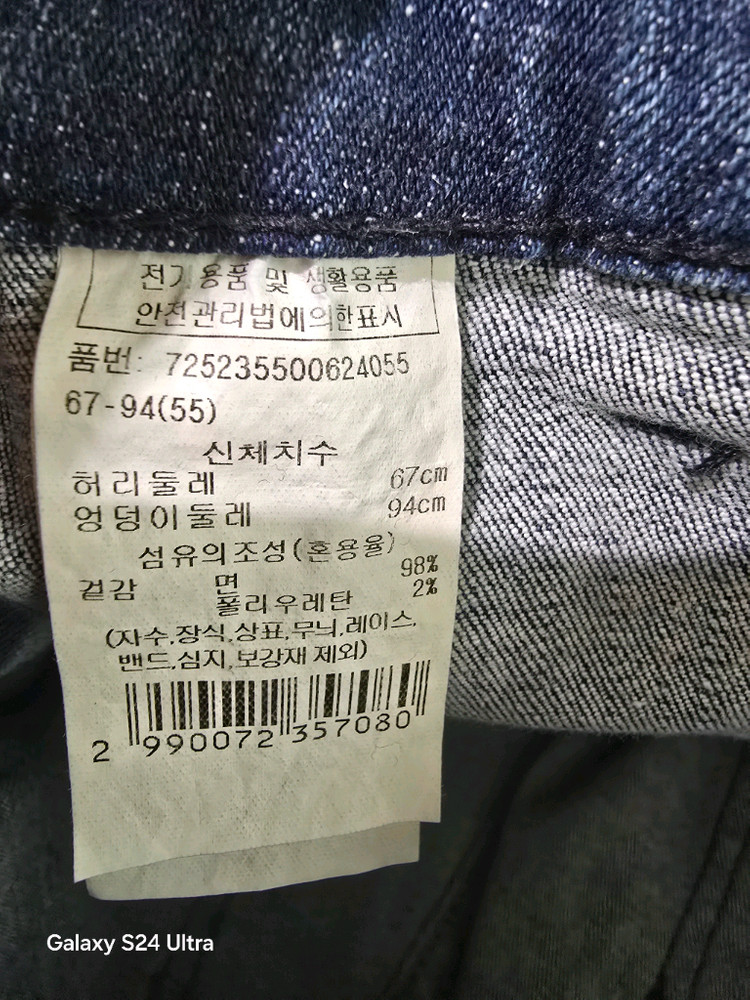 전기용품 및 생활용품
안전관리법에의한표시
품번: 725235500624055
67-94(55)
신체치수
허리둘레 67cm
엉덩이둘레 94cm
섬유의조성(혼용율)
겉감 면 98%
폴리우레탄 2%
(자수,장식,상표,무늬,레이스,
밴드,심지,보강재 제외)
2 990072 357080
Galaxy S24 Ultra